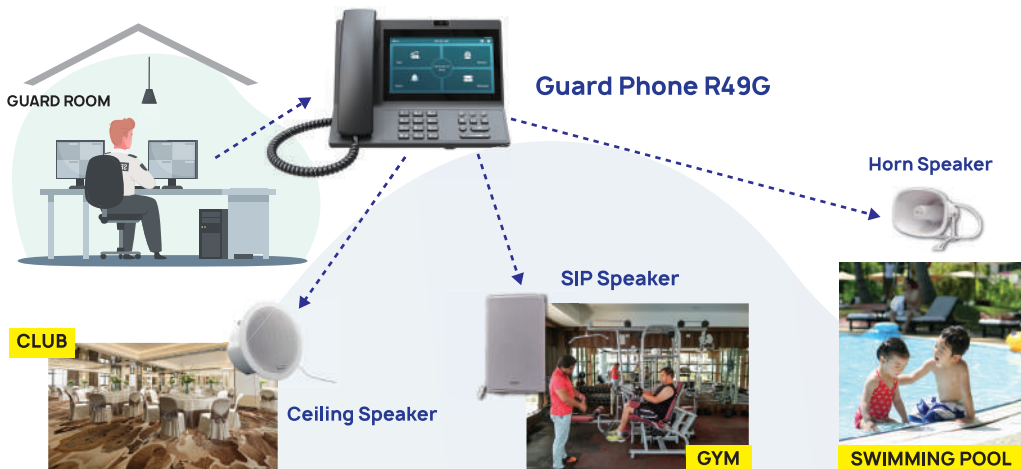 GUARD ROOM
Guard Phone R49G
Horn Speaker
SIP Speaker
CLUB
Ceiling Speaker
GYM
SWIMMING POOL